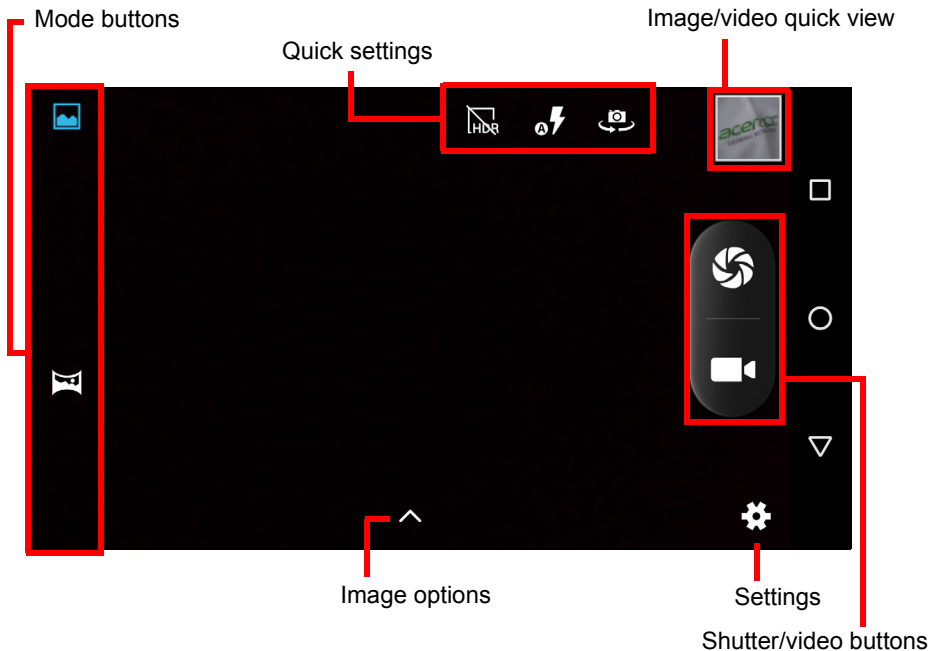 Mode buttons
Image/video quick view
Quick settings
HDR
A
acer
Image options
Settings
Shutter/video buttons